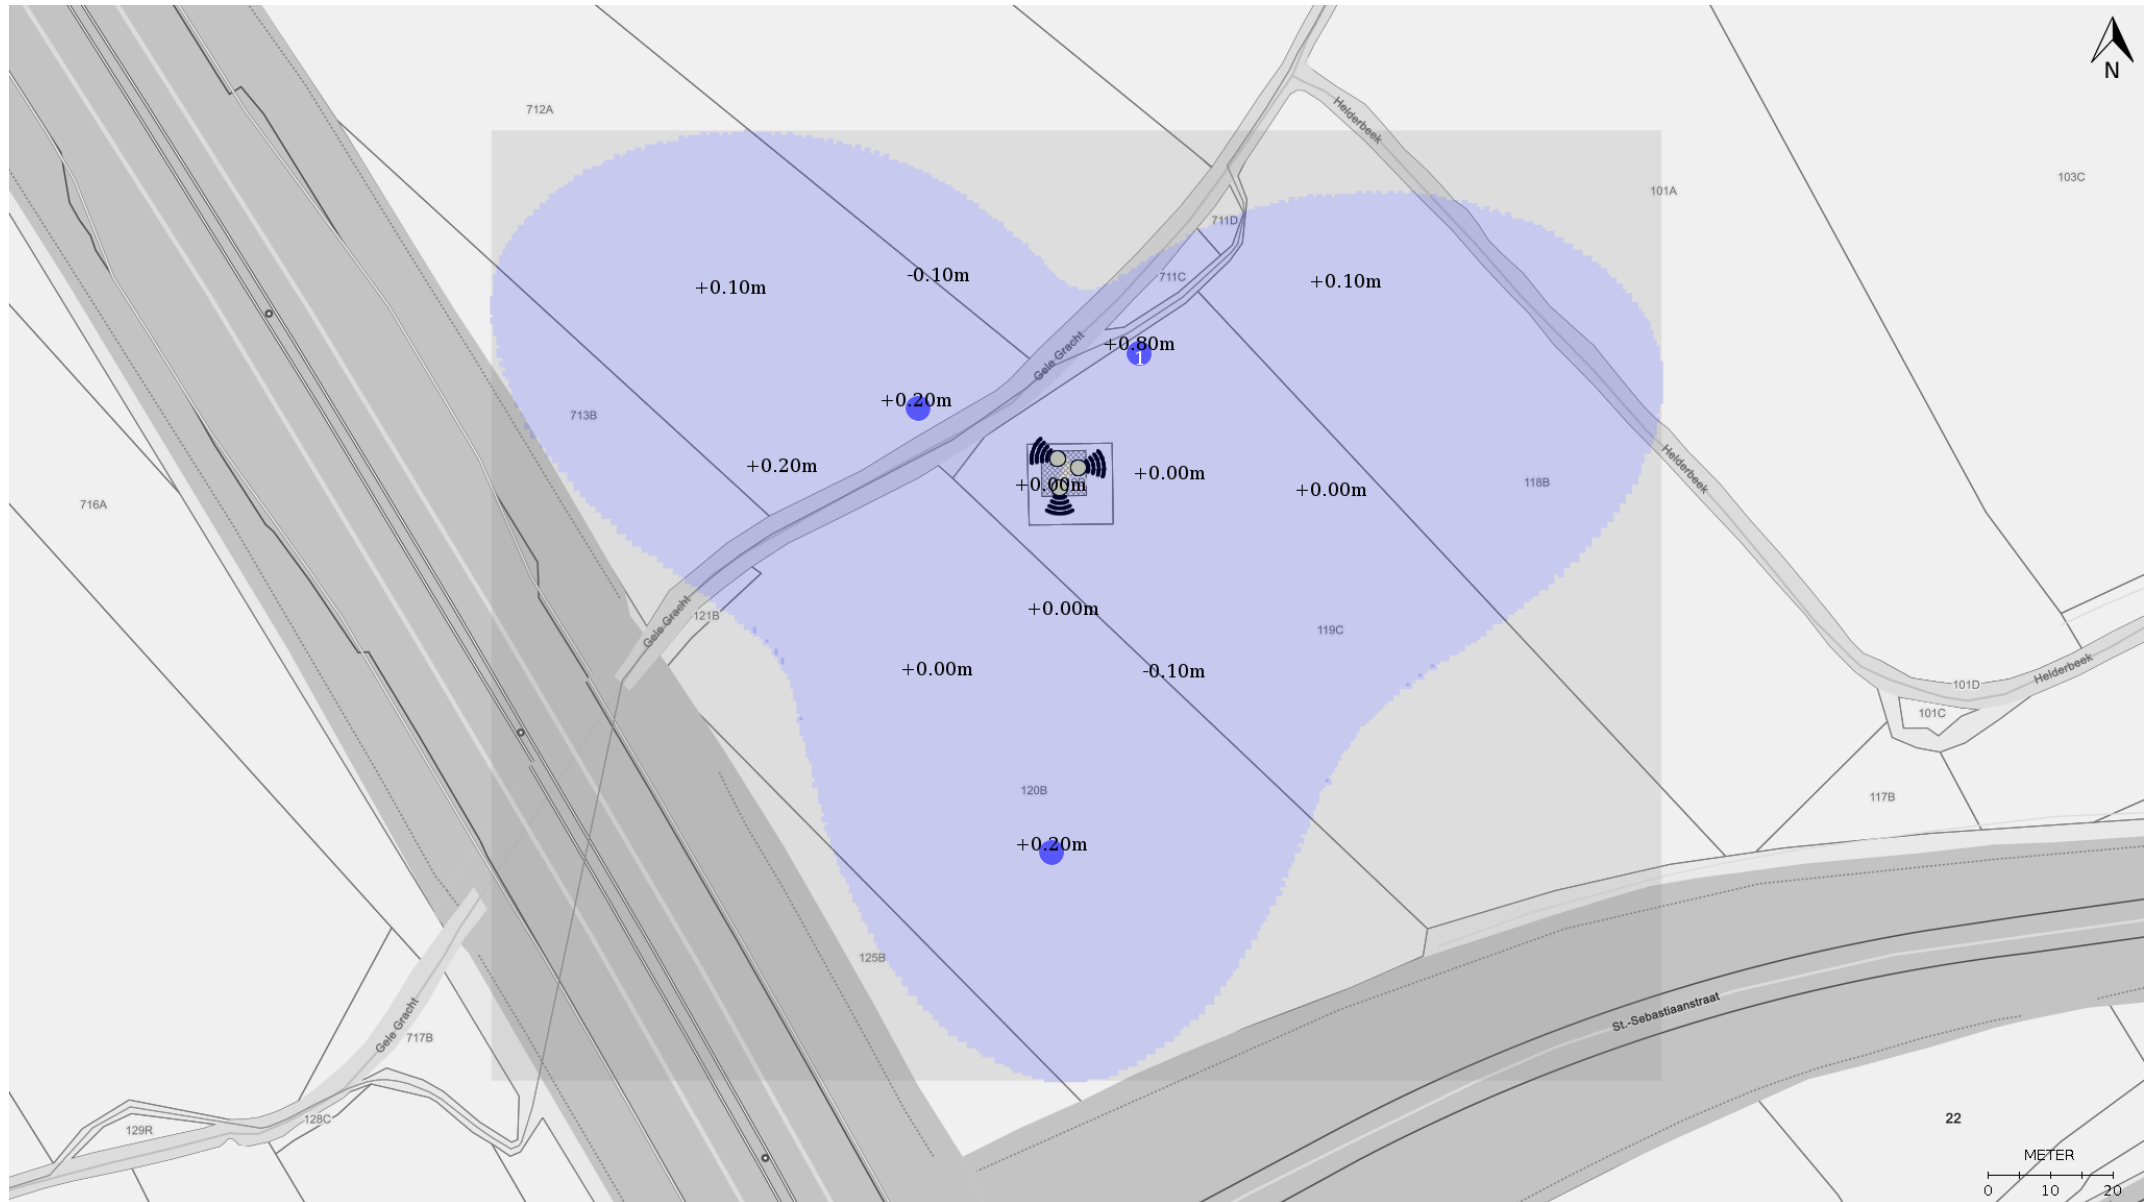 N
712A
Helderbeek
103C
101A
711D
711C
-0.10m
+0.10m
+0.10m
+0.80m
1
Gele Gracht
+0.20m
713B
+0.20m
Helderbeek
+0.00m
118B
+0.00m
+0.00m
716A
+0.00m
Gele Gracht
121B
119C
+0.00m
-0.10m
Helderbeek
101D
101C
120B
117B
+0.20m
125B
St.-Sebastiaanstraat
Gele Gracht
717B
128C
129R
22
METER
0 10 20